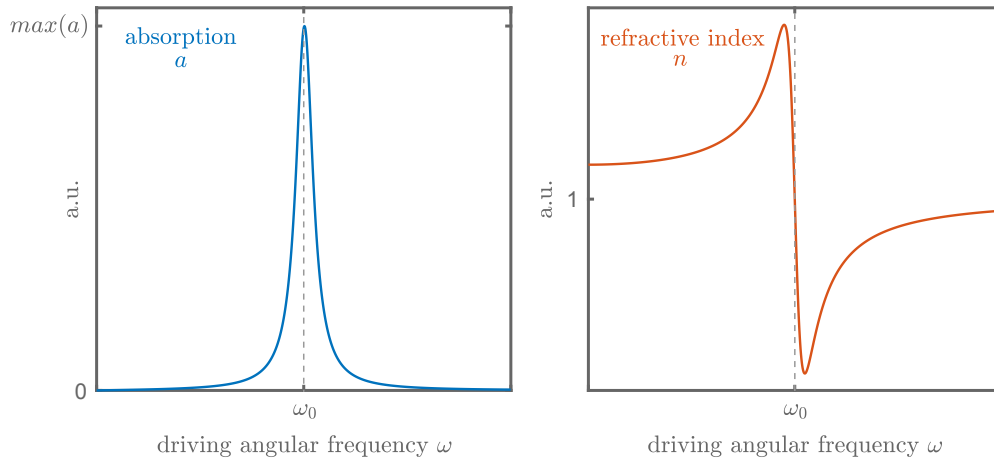 max(a)
absorption
a
a.u.
0
ω₀
driving angular frequency ω
refractive index
n
a.u.
1
ω₀
driving angular frequency ω